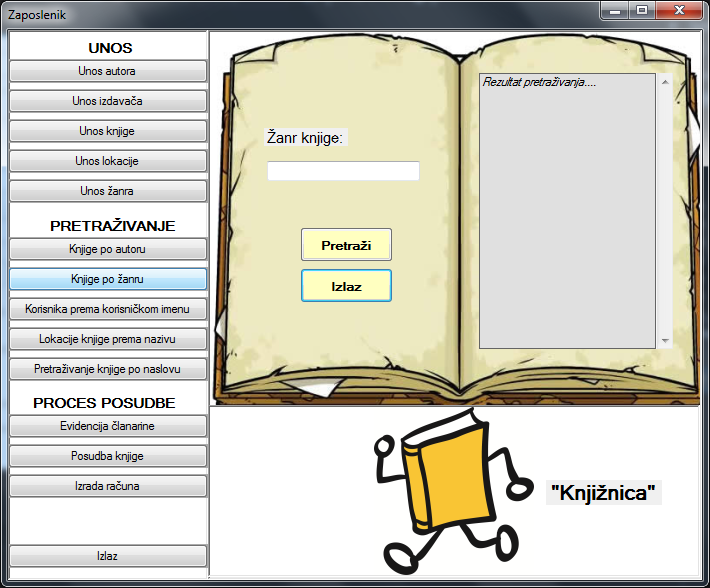 Zaposlenik
UNOS
Unos autora
Unos izdavača
Unos knjige
Unos lokacije
Unos žanra
PRETRAŽIVANJE
Knjige po autoru
Knjige po žanru
Korisnika prema korisničkom imenu
Lokacije knjige prema nazivu
Pretraživanje knjige po naslovu
PROCES POSUDBE
Evidencija članarine
Posudba knjige
Izrada računa
Izlaz
Žanr knjige:
Pretraži
Izlaz
Rezultat pretraživanja....
"Knjižnica"